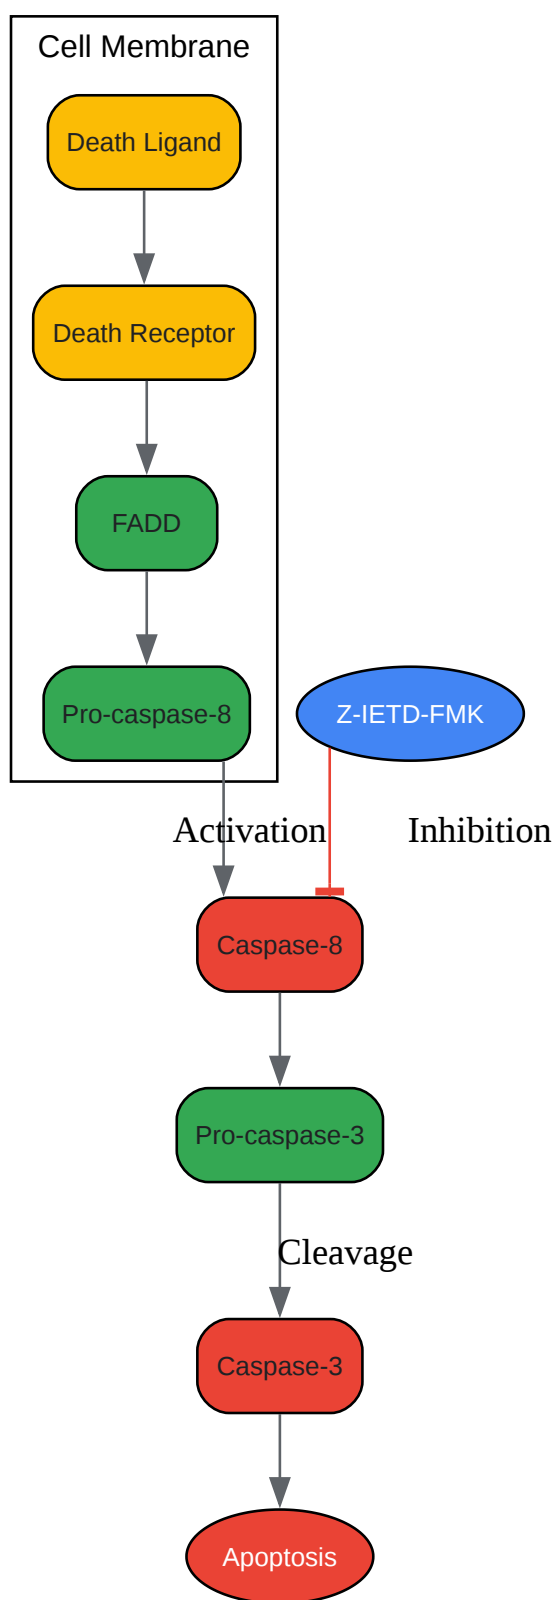 Cell Membrane
Death Ligand
Death Receptor
FADD
Pro-caspase-8
Z-IETD-FMK
Activation
Inhibition
Caspase-8
Pro-caspase-3
Cleavage
Caspase-3
Apoptosis